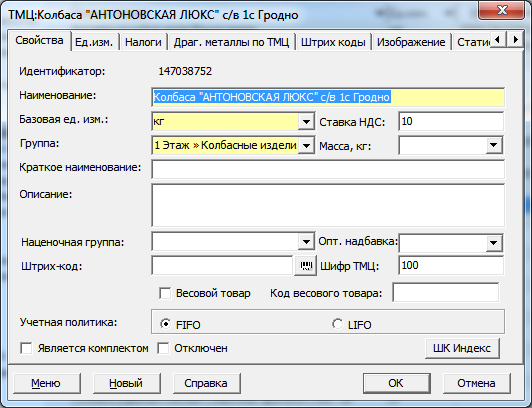 ТМЦ:Колбаса "АНТОНОВСКАЯ ЛЮКС" с/в 1с Гродно
Свойства Ед.изм. Налоги Драг. металлы по ТМЦ Штрих коды Изображение Статис
Идентификатор: 147038752
Наименование: Колбаса "АНТОНОВСКАЯ ЛЮКС" с/в 1с Гродно
Базовая ед. изм.: кг Ставка НДС: 10
Группа: 1 Этаж » Колбасные издели Масса, кг:
Краткое наименование:
Описание:
Наценочная группа: Опт. надбавка:
Штрих-код: Шифр ТМЦ: 100
Весовой товар Код весового товара:
Учетная политика: FIFO LIFO
Является комплектом Отключен ШК Индекс
Меню Новый Справка OK Отмена